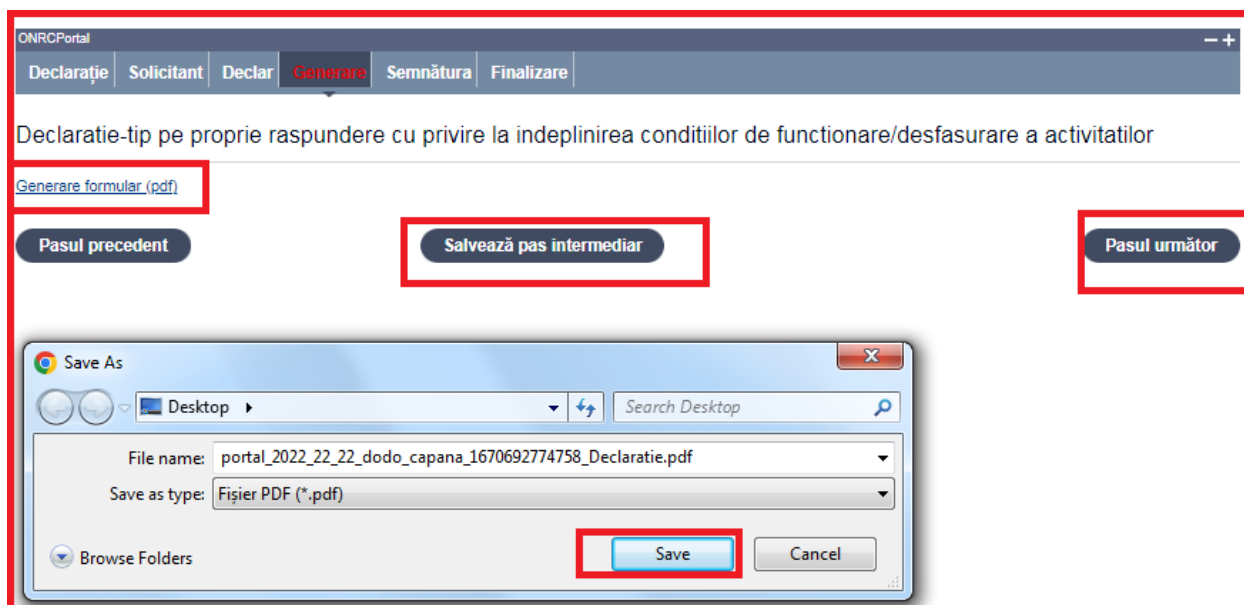 ONRCPortal
Declarație Solicitant Declar Generare Semnătura Finalizare
Declaratie-tip pe proprie raspundere cu privire la indeplinirea conditiilor de functionare/desfasurare a activitatilor
Generare formular (pdf)
Pasul precedent Salvează pas intermediar Pasul următor
Save As
Desktop Search Desktop
File name: portal_2022_22_22_dodo_capana_1670692774758_Declaratie.pdf
Save as type: Fișier PDF (*.pdf)
Browse Folders Save Cancel